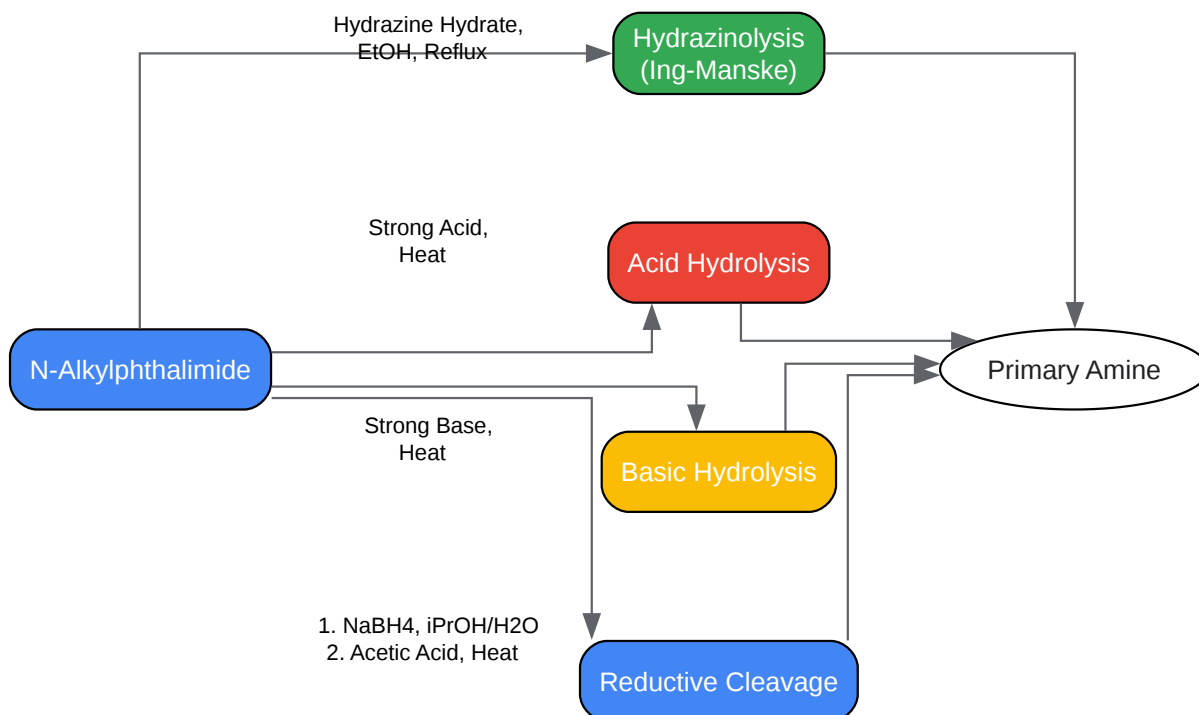 Hydrazine Hydrate,
EtOH, Reflux
Hydrazinolysis
(Ing-Manske)
Strong Acid,
Heat
Acid Hydrolysis
N-Alkylphthalimide
Primary Amine
Strong Base,
Heat
Basic Hydrolysis
1. NaBH4, iPrOH/H2O
2. Acetic Acid, Heat
Reductive Cleavage